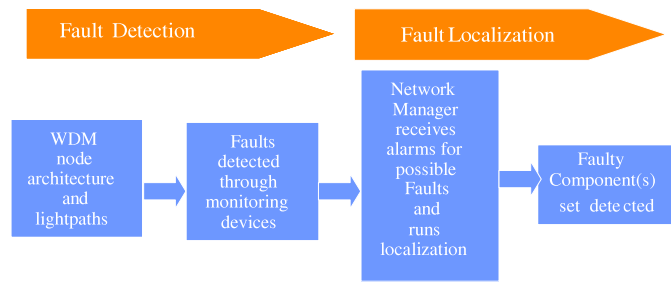 Fault Detection
Fault Localization
WDM
node
architecture
and
lightpaths
Faults
detected
through
monitoring
devices
Network
Manager
receives
alarms for
possible
Faults
and
runs
localization
Faulty
Component(s)
set detected